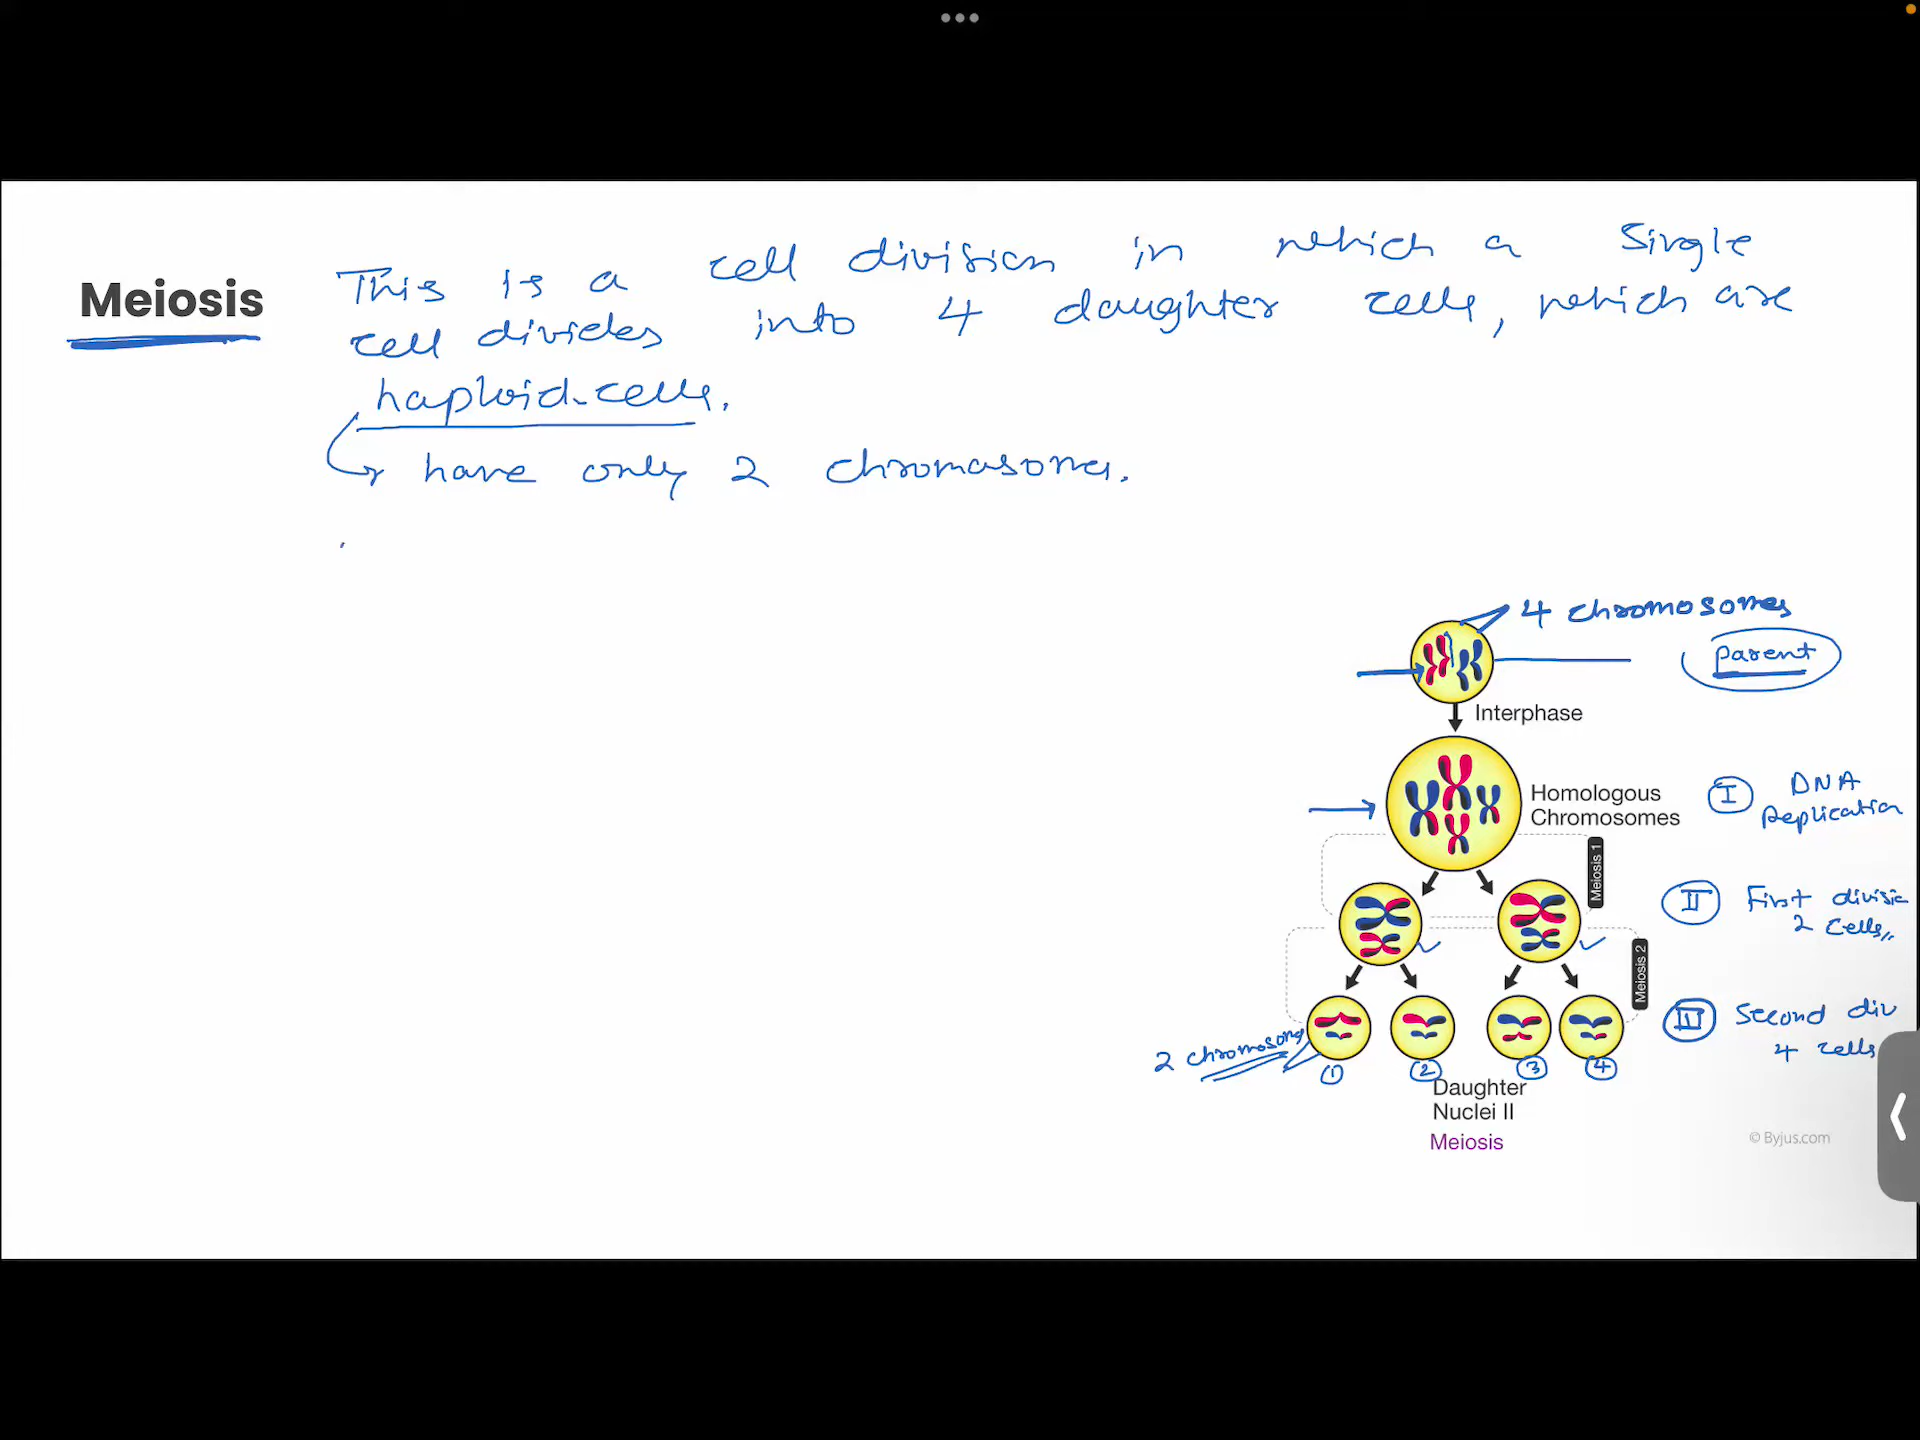 Meiosis
This is a cell division in which a single
cell divides into 4 daughter cells, which are
haploid-cells.
have only 2 chromasomes.
4 chromosomes
parent
Interphase
Homologous
Chromosomes
I DNA
Replication
Meiosis 1
II First divisi
2 cells,,
Meiosis 2
III Second div
4 cells
2 chromosomes
1 2 3 4
Daughter
Nuclei II
Meiosis
© Byjus.com